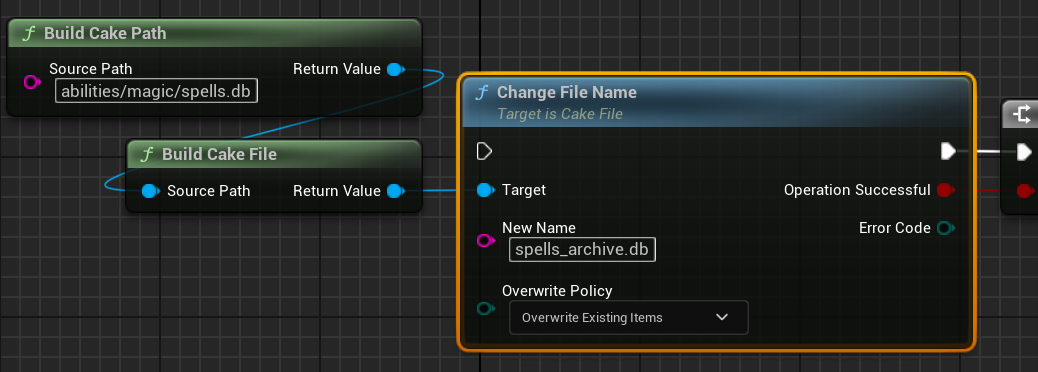 Build Cake Path
Source Path
Return Value
abilities/magic/spells.db
Build Cake File
Source Path
Return Value
Change File Name
Target is Cake File
Target
Operation Successful
New Name
Error Code
spells_archive.db
Overwrite Policy
Overwrite Existing Items